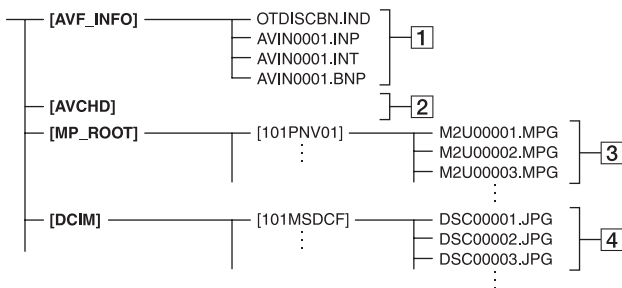 [AVF_INFO] OTDISCBN.IND
AVIN0001.INP 1
AVIN0001.INT
AVIN0001.BNP
[AVCHD] 2
[MP_ROOT] [101PNV01] M2U00001.MPG
M2U00002.MPG 3
M2U00003.MPG
[DCIM] [101MSDCF] DSC00001.JPG
DSC00002.JPG 4
DSC00003.JPG